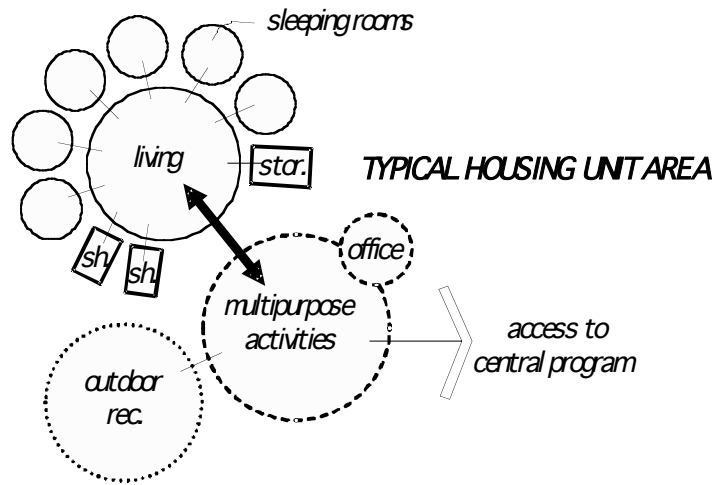 sleeping rooms
living
stor.
TYPICAL HOUSING UNIT AREA
sh.
sh.
office
multipurpose
activities
access to
central program
outdoor
rec.